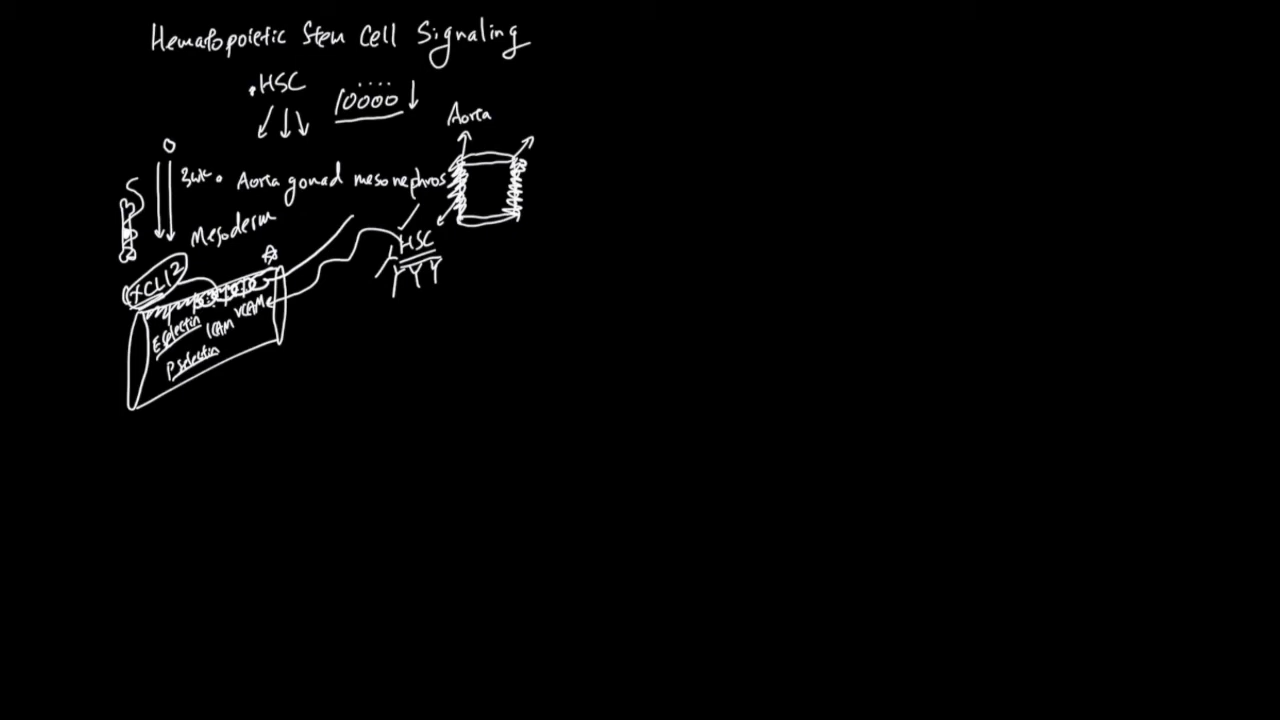 Hematopoietic Stem Cell Signaling
HSC
10000
Aorta
3wk
Aorta gonad mesonephros
Mesoderm
HSC
CXCL12
E selectin
ICAM
VCAM
P selectin